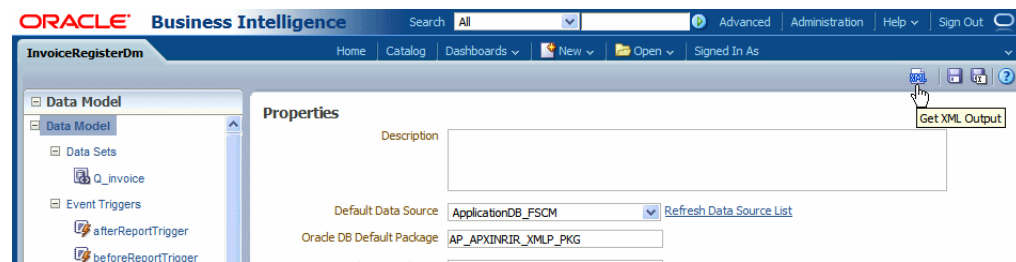 ORACLE Business Intelligence Search All Advanced Administration Help Sign Out
InvoiceRegisterDm Home Catalog Dashboards New Open Signed In As
XML
Get XML Output
Data Model
Data Model
Data Sets
Q_invoice
Event Triggers
afterReportTrigger
beforeReportTrigger
Properties
Description
Default Data Source ApplicationDB_FSCM Refresh Data Source List
Oracle DB Default Package AP_APXINRIR_XMLP_PKG